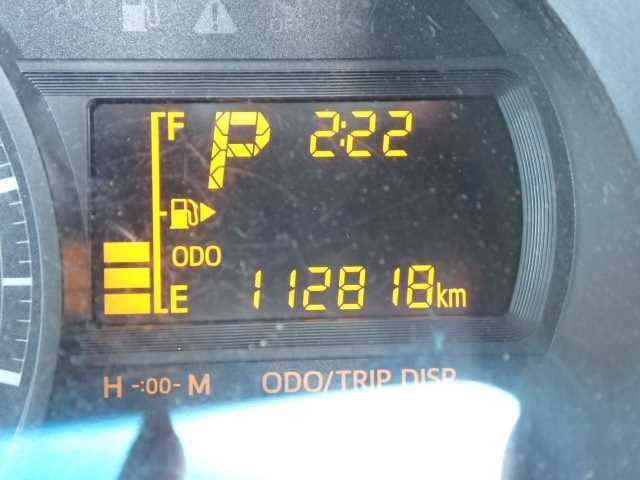 F P 2:22
ODO
E 112818km
H -:00- M ODO/TRIP DISP